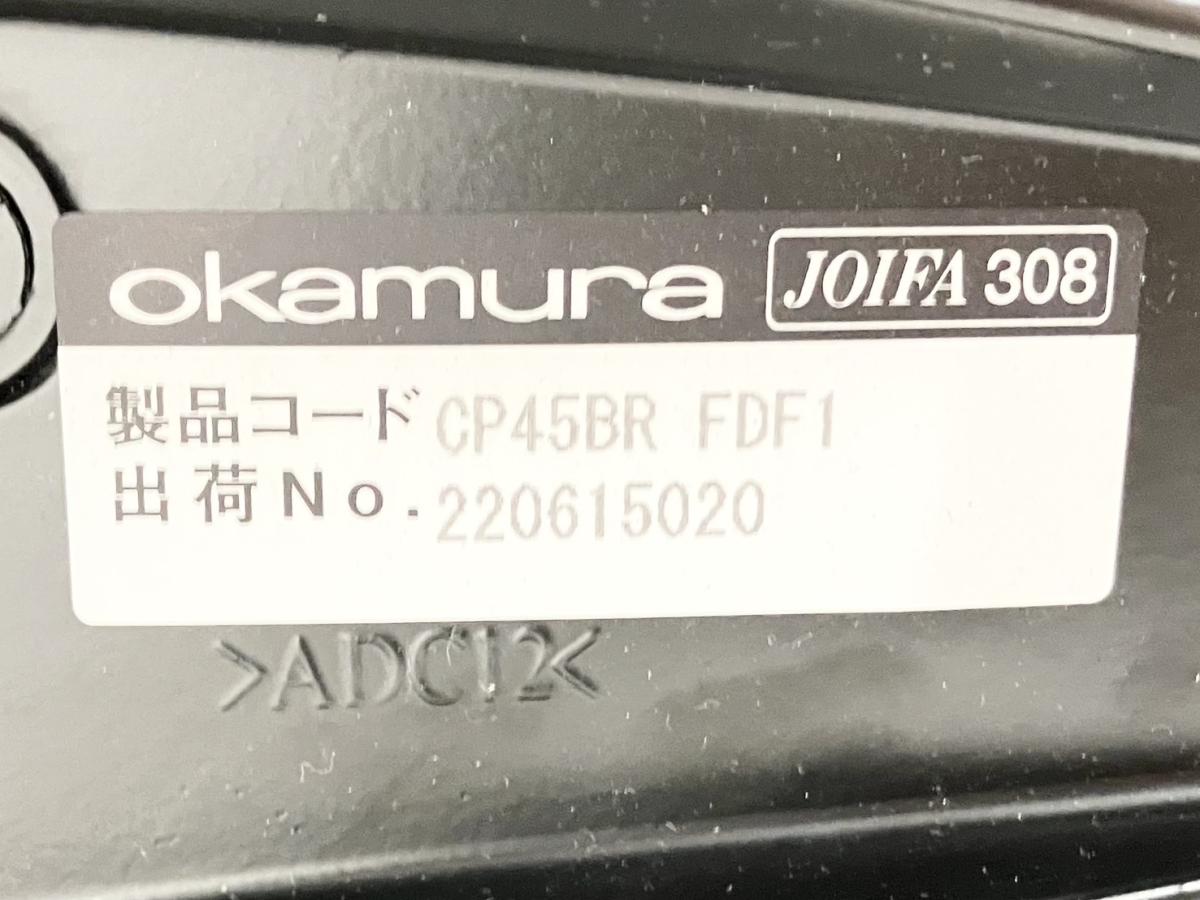 okamura JOIFA 308
製品コード CP45BR FDF1
出荷No. 220615020
>ADC12<